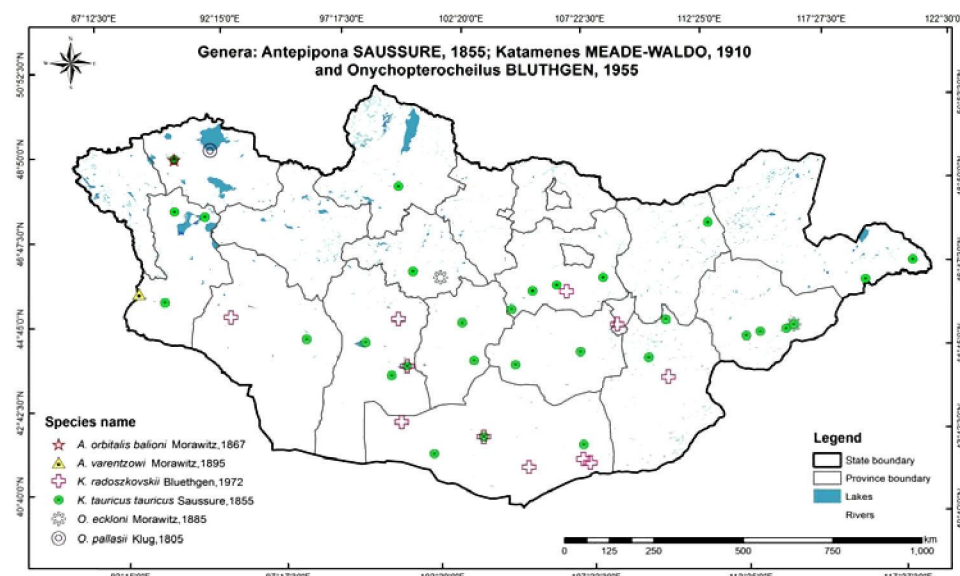 87°12'30"E 92°15'0"E 97°17'30"E 102°20'0"E 107°22'30"E 112°25'0"E 117°27'30"E 122°30'0"E
Genera: Antepipona SAUSSURE, 1855; Katamenes MEADE-WALDO, 1910
and Onychopterocheilus BLUTHGEN, 1955
50°52'30"N
48°50'0"N
46°47'30"N
44°45'0"N
42°42'30"N
40°40'0"N
Species name
A. orbitalis balioni Morawitz,1867
A. varentzowi Morawitz,1895
K. radoszkovskii Bluethgen,1972
K. tauricus tauricus Saussure,1855
O. eckloni Morawitz,1885
O. pallasii Klug,1805
Legend
State boundary
Province boundary
Lakes
Rivers
km
0 125 250 500 750 1,000